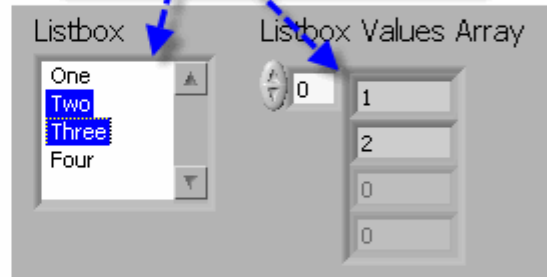 Listbox
One
Two
Three
Four
Listbox Values Array
0
1
2
0
0